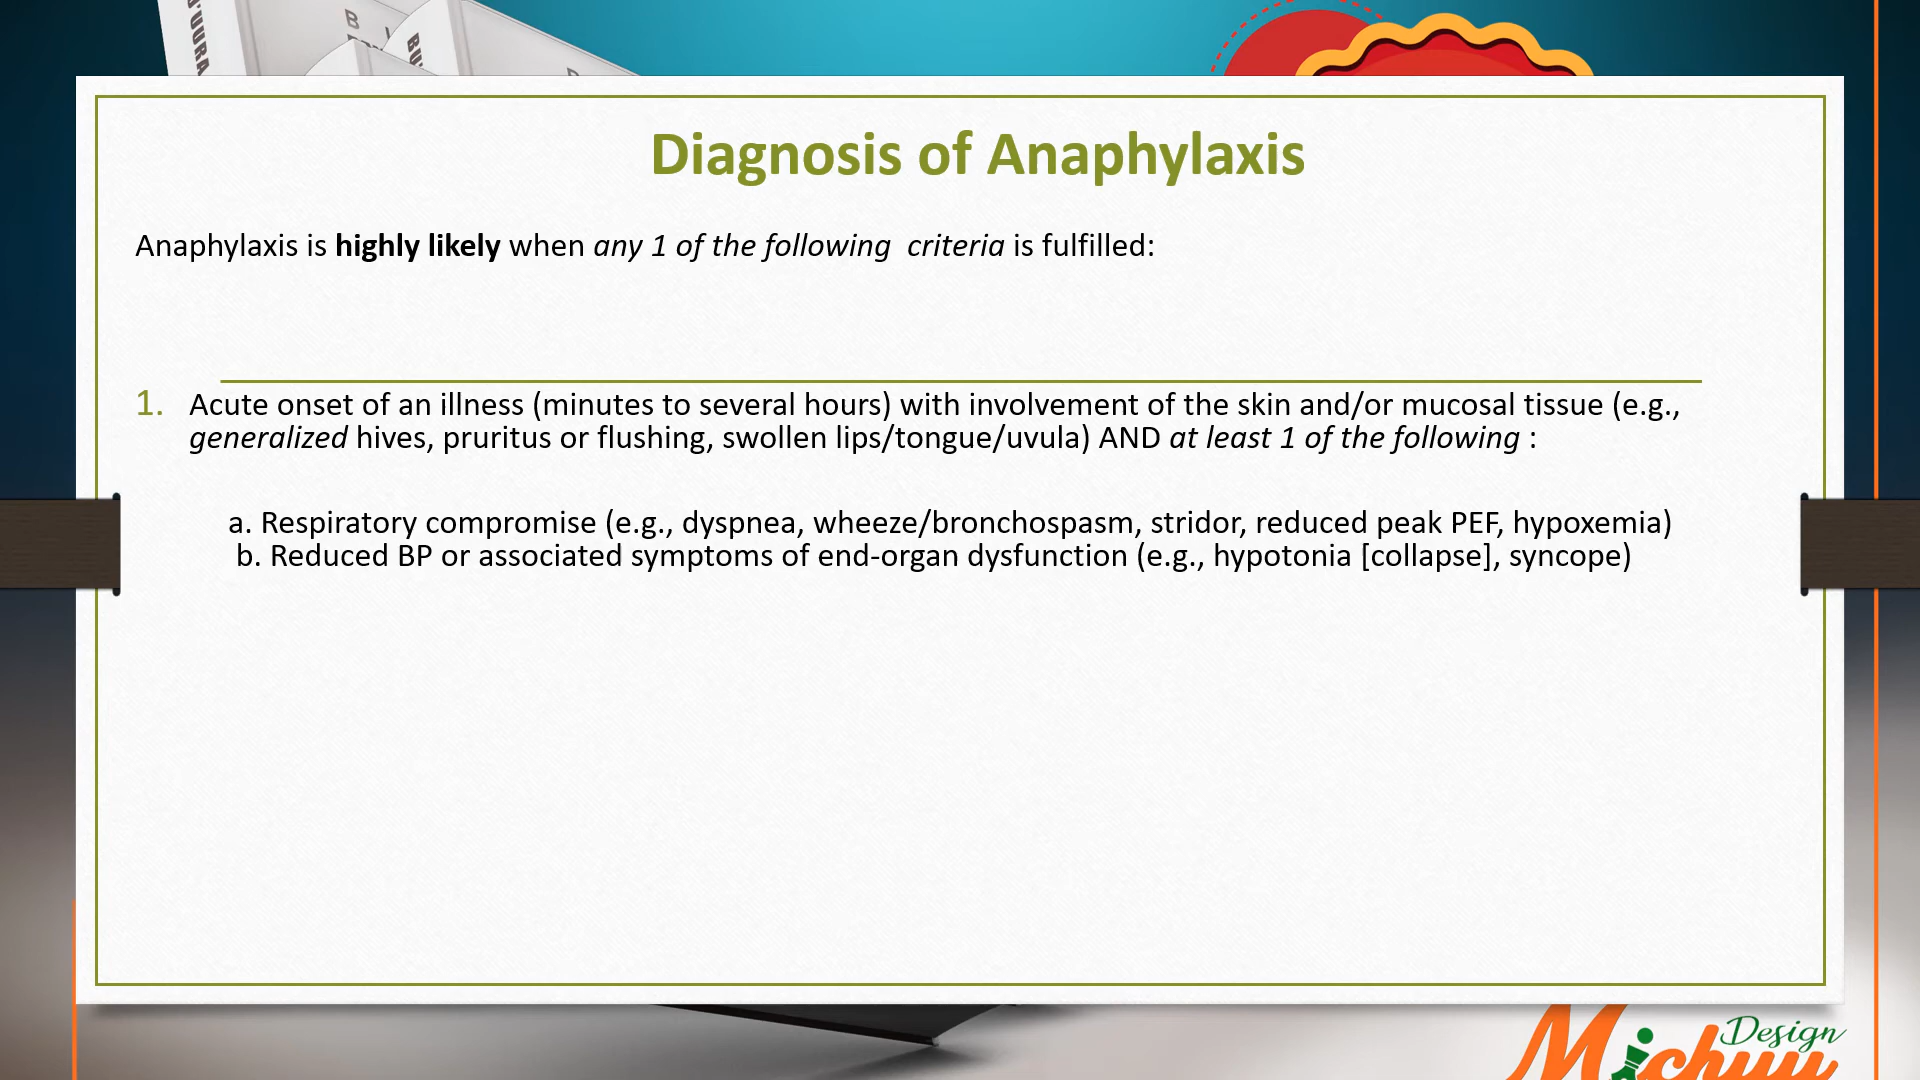 Diagnosis of Anaphylaxis
Anaphylaxis is highly likely when any 1 of the following  criteria is fulfilled:
1. Acute onset of an illness (minutes to several hours) with involvement of the skin and/or mucosal tissue (e.g.,
generalized hives, pruritus or flushing, swollen lips/tongue/uvula) AND at least 1 of the following :
a. Respiratory compromise (e.g., dyspnea, wheeze/bronchospasm, stridor, reduced peak PEF, hypoxemia)
b. Reduced BP or associated symptoms of end-organ dysfunction (e.g., hypotonia [collapse], syncope)
Design